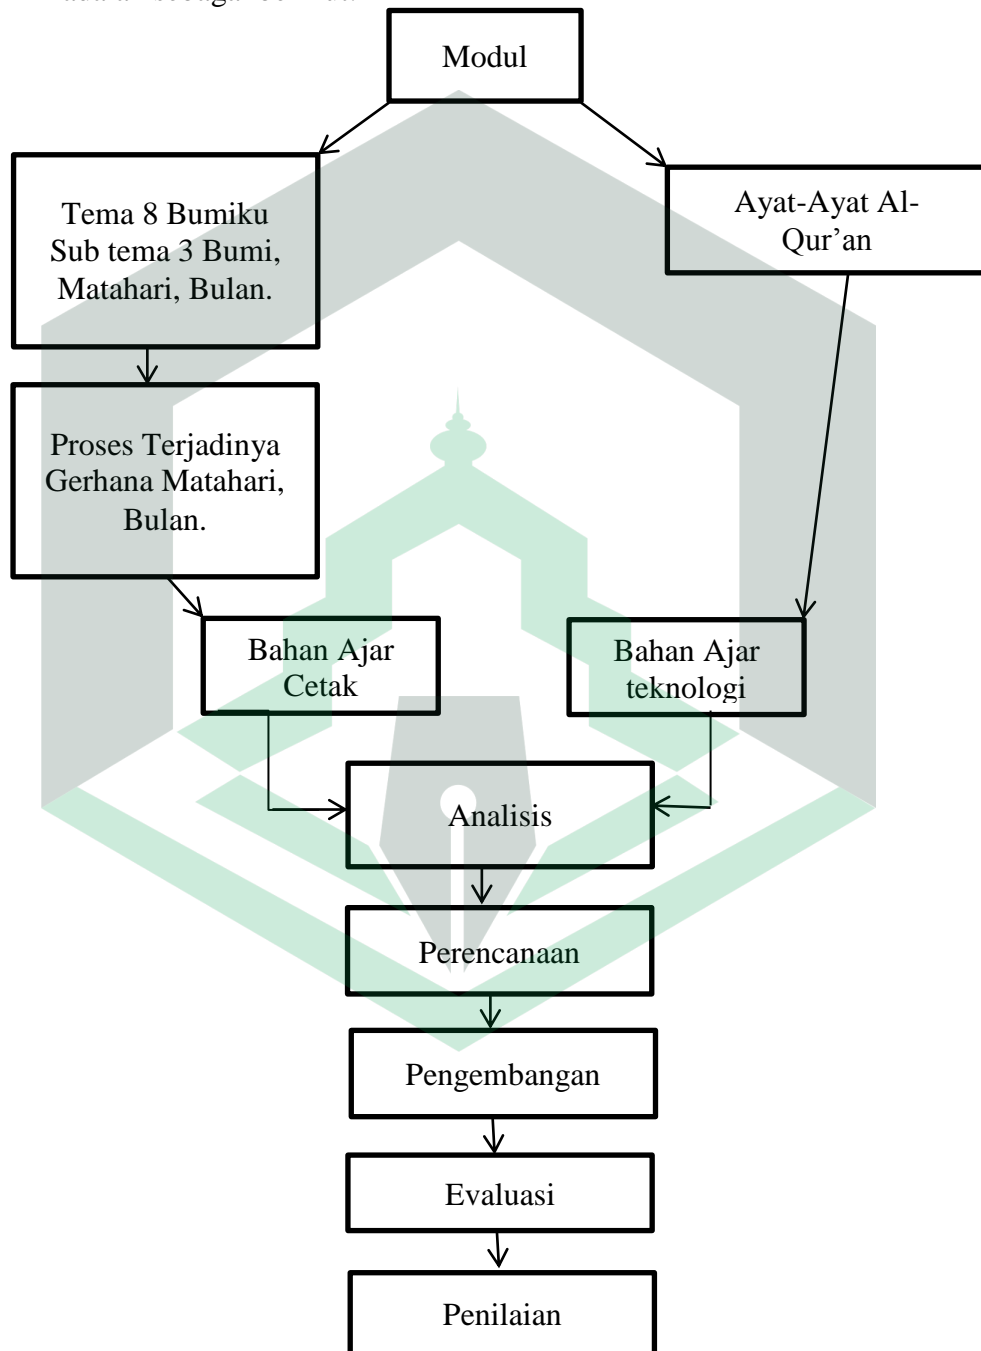 Modul
Tema 8 Bumiku
Sub tema 3 Bumi,
Matahari, Bulan.
Ayat-Ayat Al-
Qur’an
Proses Terjadinya
Gerhana Matahari,
Bulan.
Bahan Ajar
Cetak
Bahan Ajar
teknologi
Analisis
Perencanaan
Pengembangan
Evaluasi
Penilaian